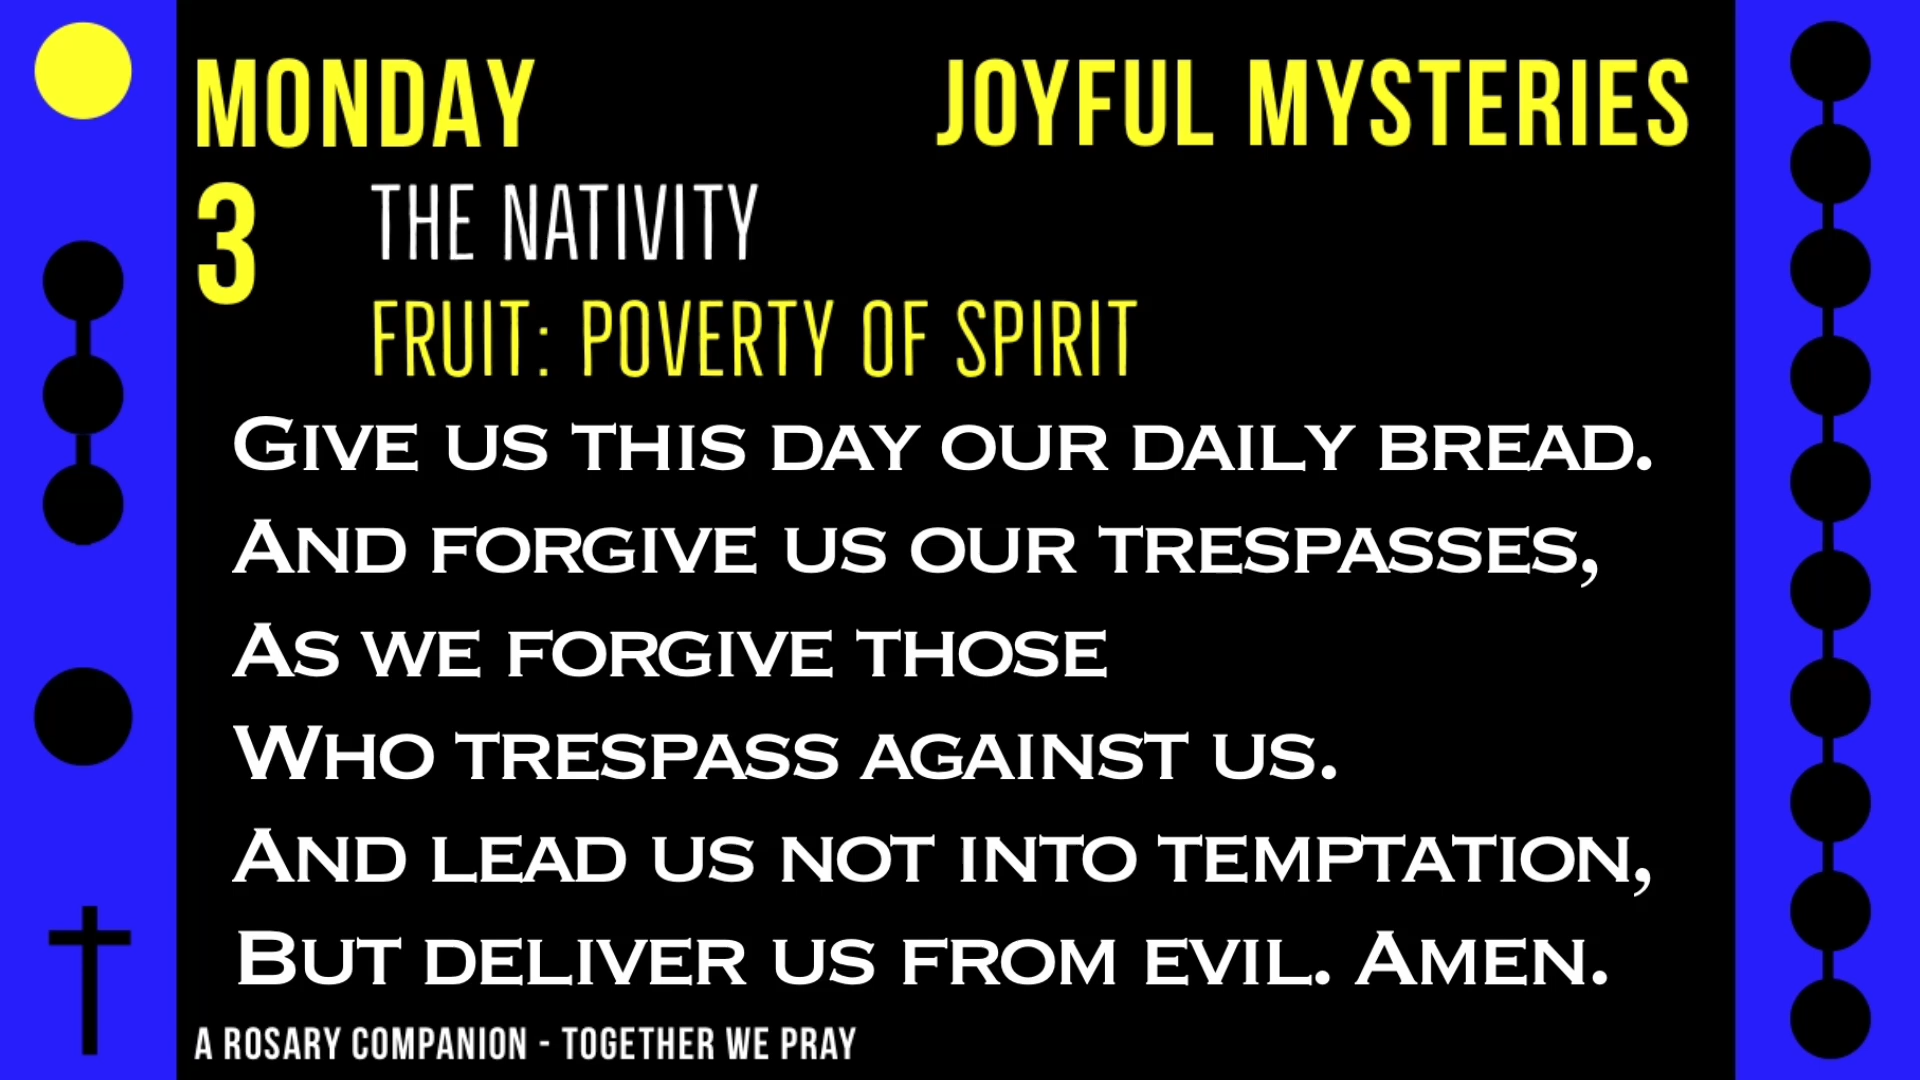 MONDAY JOYFUL MYSTERIES
3 THE NATIVITY
FRUIT: POVERTY OF SPIRIT
GIVE US THIS DAY OUR DAILY BREAD.
AND FORGIVE US OUR TRESPASSES,
AS WE FORGIVE THOSE
WHO TRESPASS AGAINST US.
AND LEAD US NOT INTO TEMPTATION,
BUT DELIVER US FROM EVIL. AMEN.
A ROSARY COMPANION - TOGETHER WE PRAY